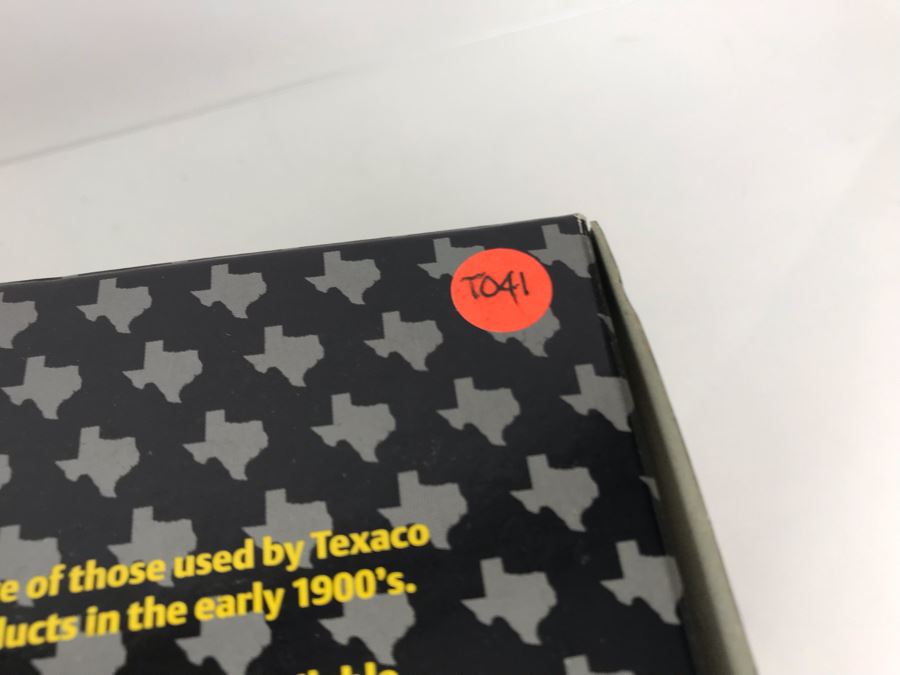 T041
e of those used by Texaco
ducts in the early 1900's.